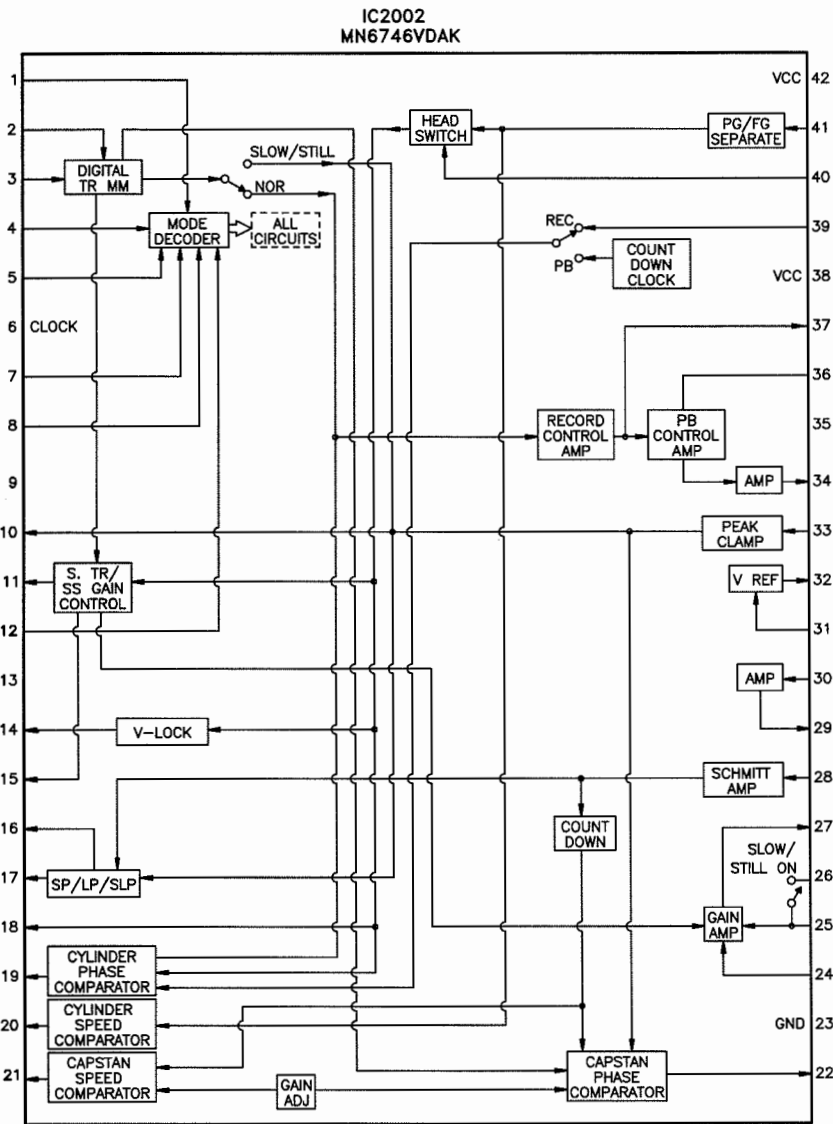 IC2002
MN6746VDAK
1
VCC 42
2
HEAD
SWITCH
PG/FG
SEPARATE
41
SLOW/STILL
3
DIGITAL
TR MM
NOR
40
4
MODE
DECODER
ALL
CIRCUITS
REC
39
PB
COUNT
DOWN
CLOCK
5
VCC 38
6 CLOCK
37
7
36
8
RECORD
CONTROL
AMP
PB
CONTROL
AMP
35
9
AMP
34
10
PEAK
CLAMP
33
11
S. TR/
SS GAIN
CONTROL
V REF
32
12
31
13
AMP
30
14
V-LOCK
29
15
SCHMITT
AMP
28
16
COUNT
DOWN
27
SLOW/
STILL ON
17
SP/LP/SLP
26
18
GAIN
AMP
25
19
CYLINDER
PHASE
COMPARATOR
24
20
CYLINDER
SPEED
COMPARATOR
GND 23
21
CAPSTAN
SPEED
COMPARATOR
GAIN
ADJ
CAPSTAN
PHASE
COMPARATOR
22